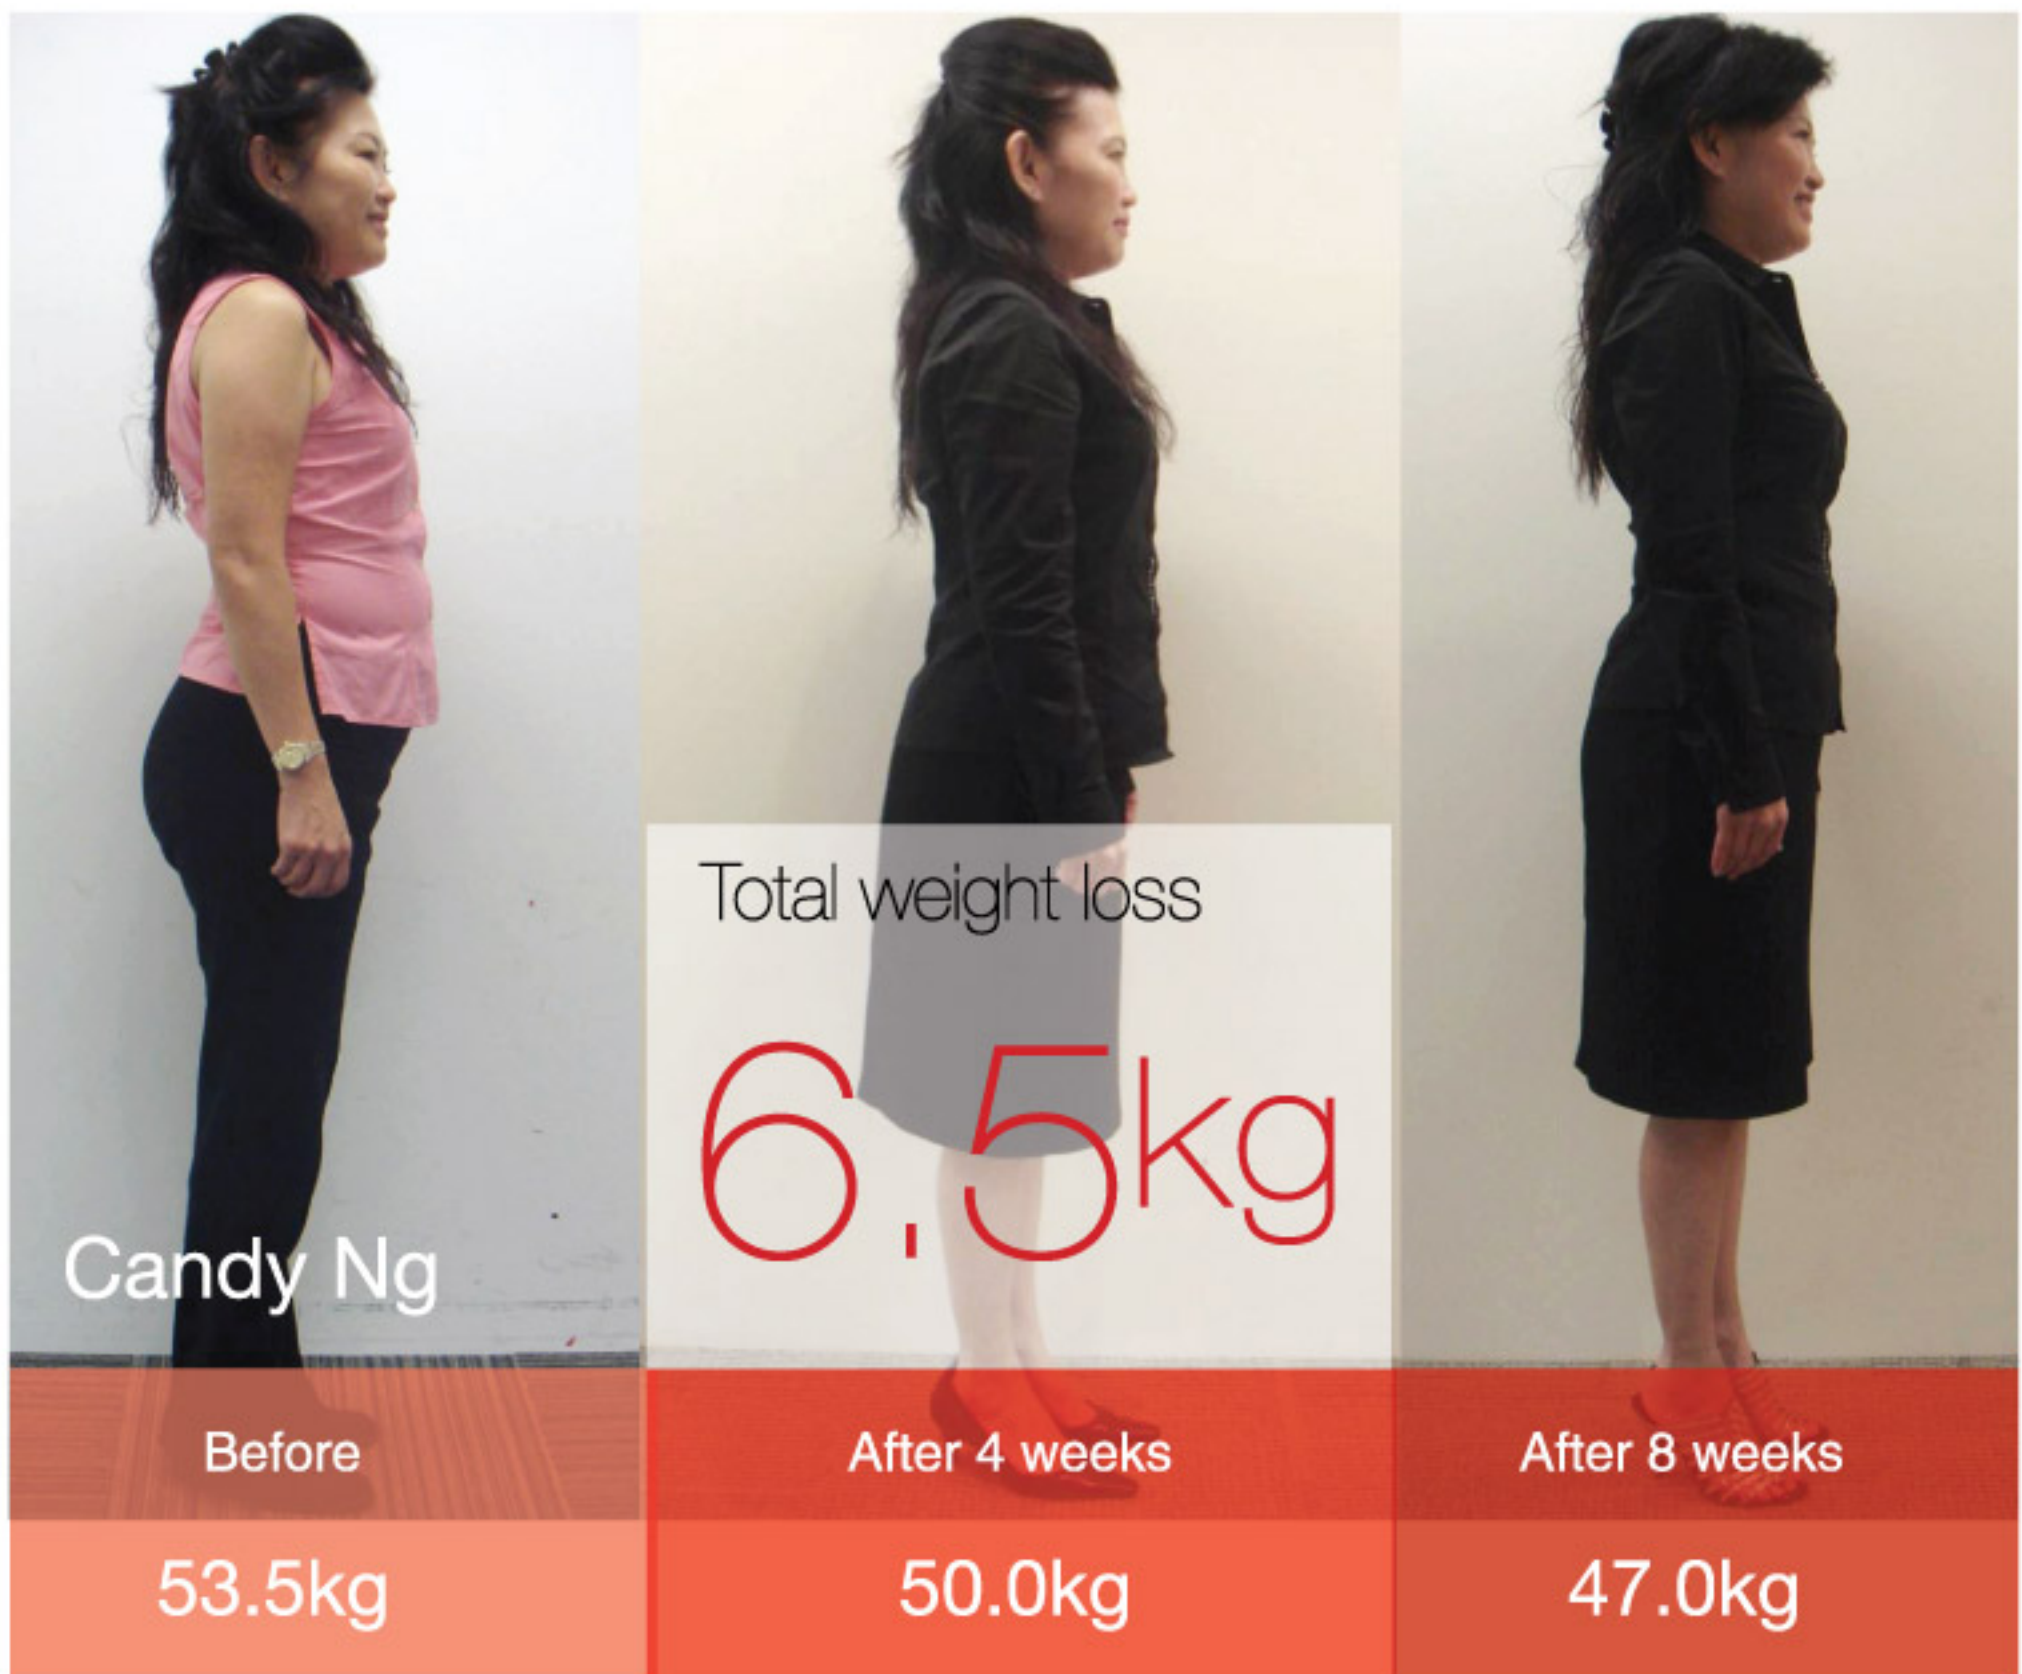 Total weight loss
6.5kg
Candy Ng
Before
After 4 weeks
After 8 weeks
53.5kg
50.0kg
47.0kg